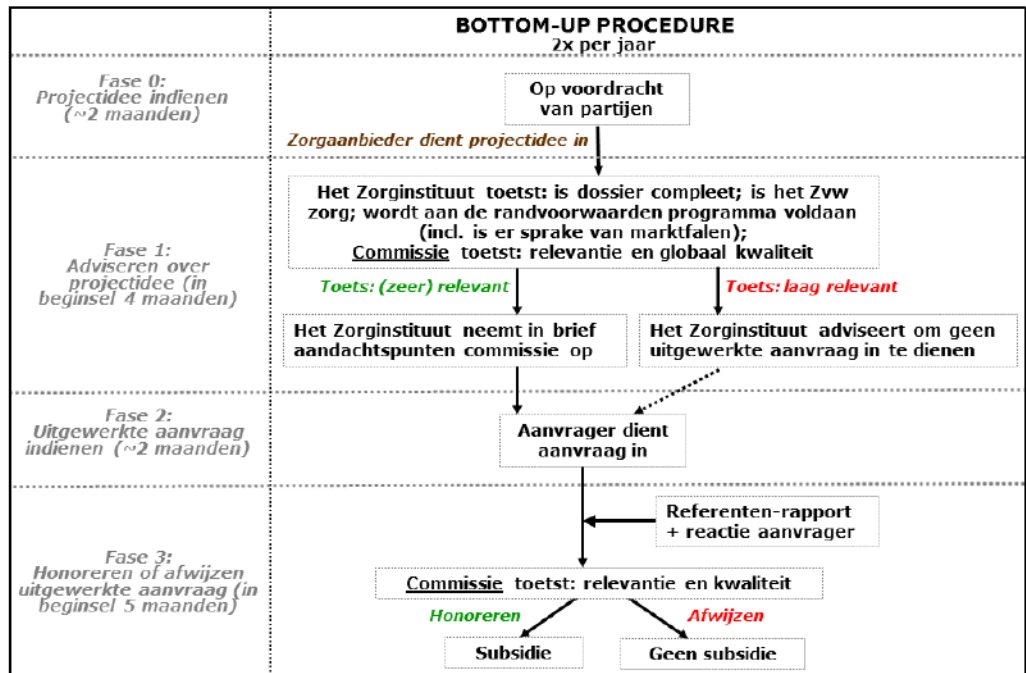 BOTTOM-UP PROCEDURE
2x per jaar
Fase 0:
Projectidee indienen
(~2 maanden)
Op voordracht
van partijen
Zorgaanbieder dient projectidee in
Fase 1:
Adviseren over
projectidee (in
beginsel 4 maanden)
Het Zorginstituut toetst: is dossier compleet; is het Zvw
zorg; wordt aan de randvoorwaarden programma voldaan
(incl. is er sprake van marktfalen);
Commissie toetst: relevantie en globaal kwaliteit
Toets: (zeer) relevant
Toets: laag relevant
Het Zorginstituut neemt in brief
aandachtspunten commissie op
Het Zorginstituut adviseert om geen
uitgewerkte aanvraag in te dienen
Fase 2:
Uitgewerkte aanvraag
indienen (~2 maanden)
Aanvrager dient
aanvraag in
Fase 3:
Honoreren of afwijzen
uitgewerkte aanvraag (in
beginsel 5 maanden)
Referenten-rapport
+ reactie aanvrager
Commissie toetst: relevantie en kwaliteit
Honoreren
Afwijzen
Subsidie
Geen subsidie